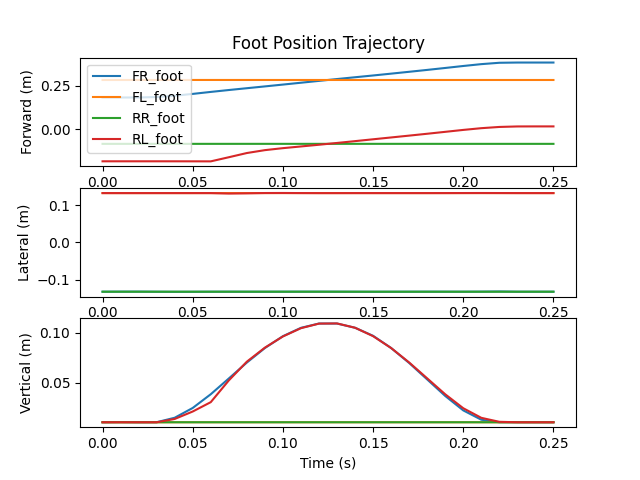 Foot Position Trajectory
Forward (m)
0.25
0.00
FR_foot
FL_foot
RR_foot
RL_foot
0.00 0.05 0.10 0.15 0.20 0.25
Lateral (m)
0.1
0.0
−0.1
0.00 0.05 0.10 0.15 0.20 0.25
Vertical (m)
0.10
0.05
0.00 0.05 0.10 0.15 0.20 0.25
Time (s)